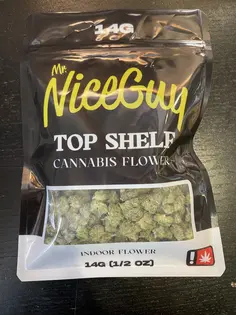 14G
Mr.
NiceGuy
TOP SHELF
CANNABIS FLOWER
INDOOR FLOWER
14G (1/2 OZ)
!